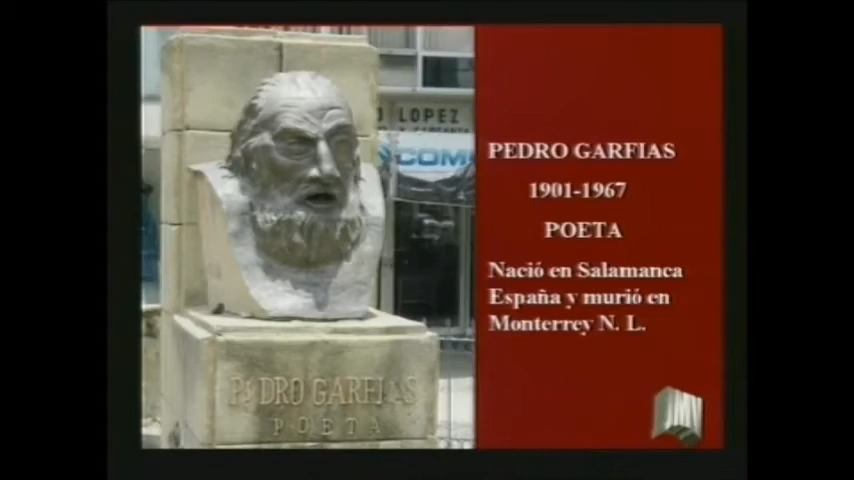 O LOPEZ
COM
PEDRO GARFIAS
POETA
PEDRO GARFIAS
1901-1967
POETA
Nació en Salamanca
España y murió en
Monterrey N. L.